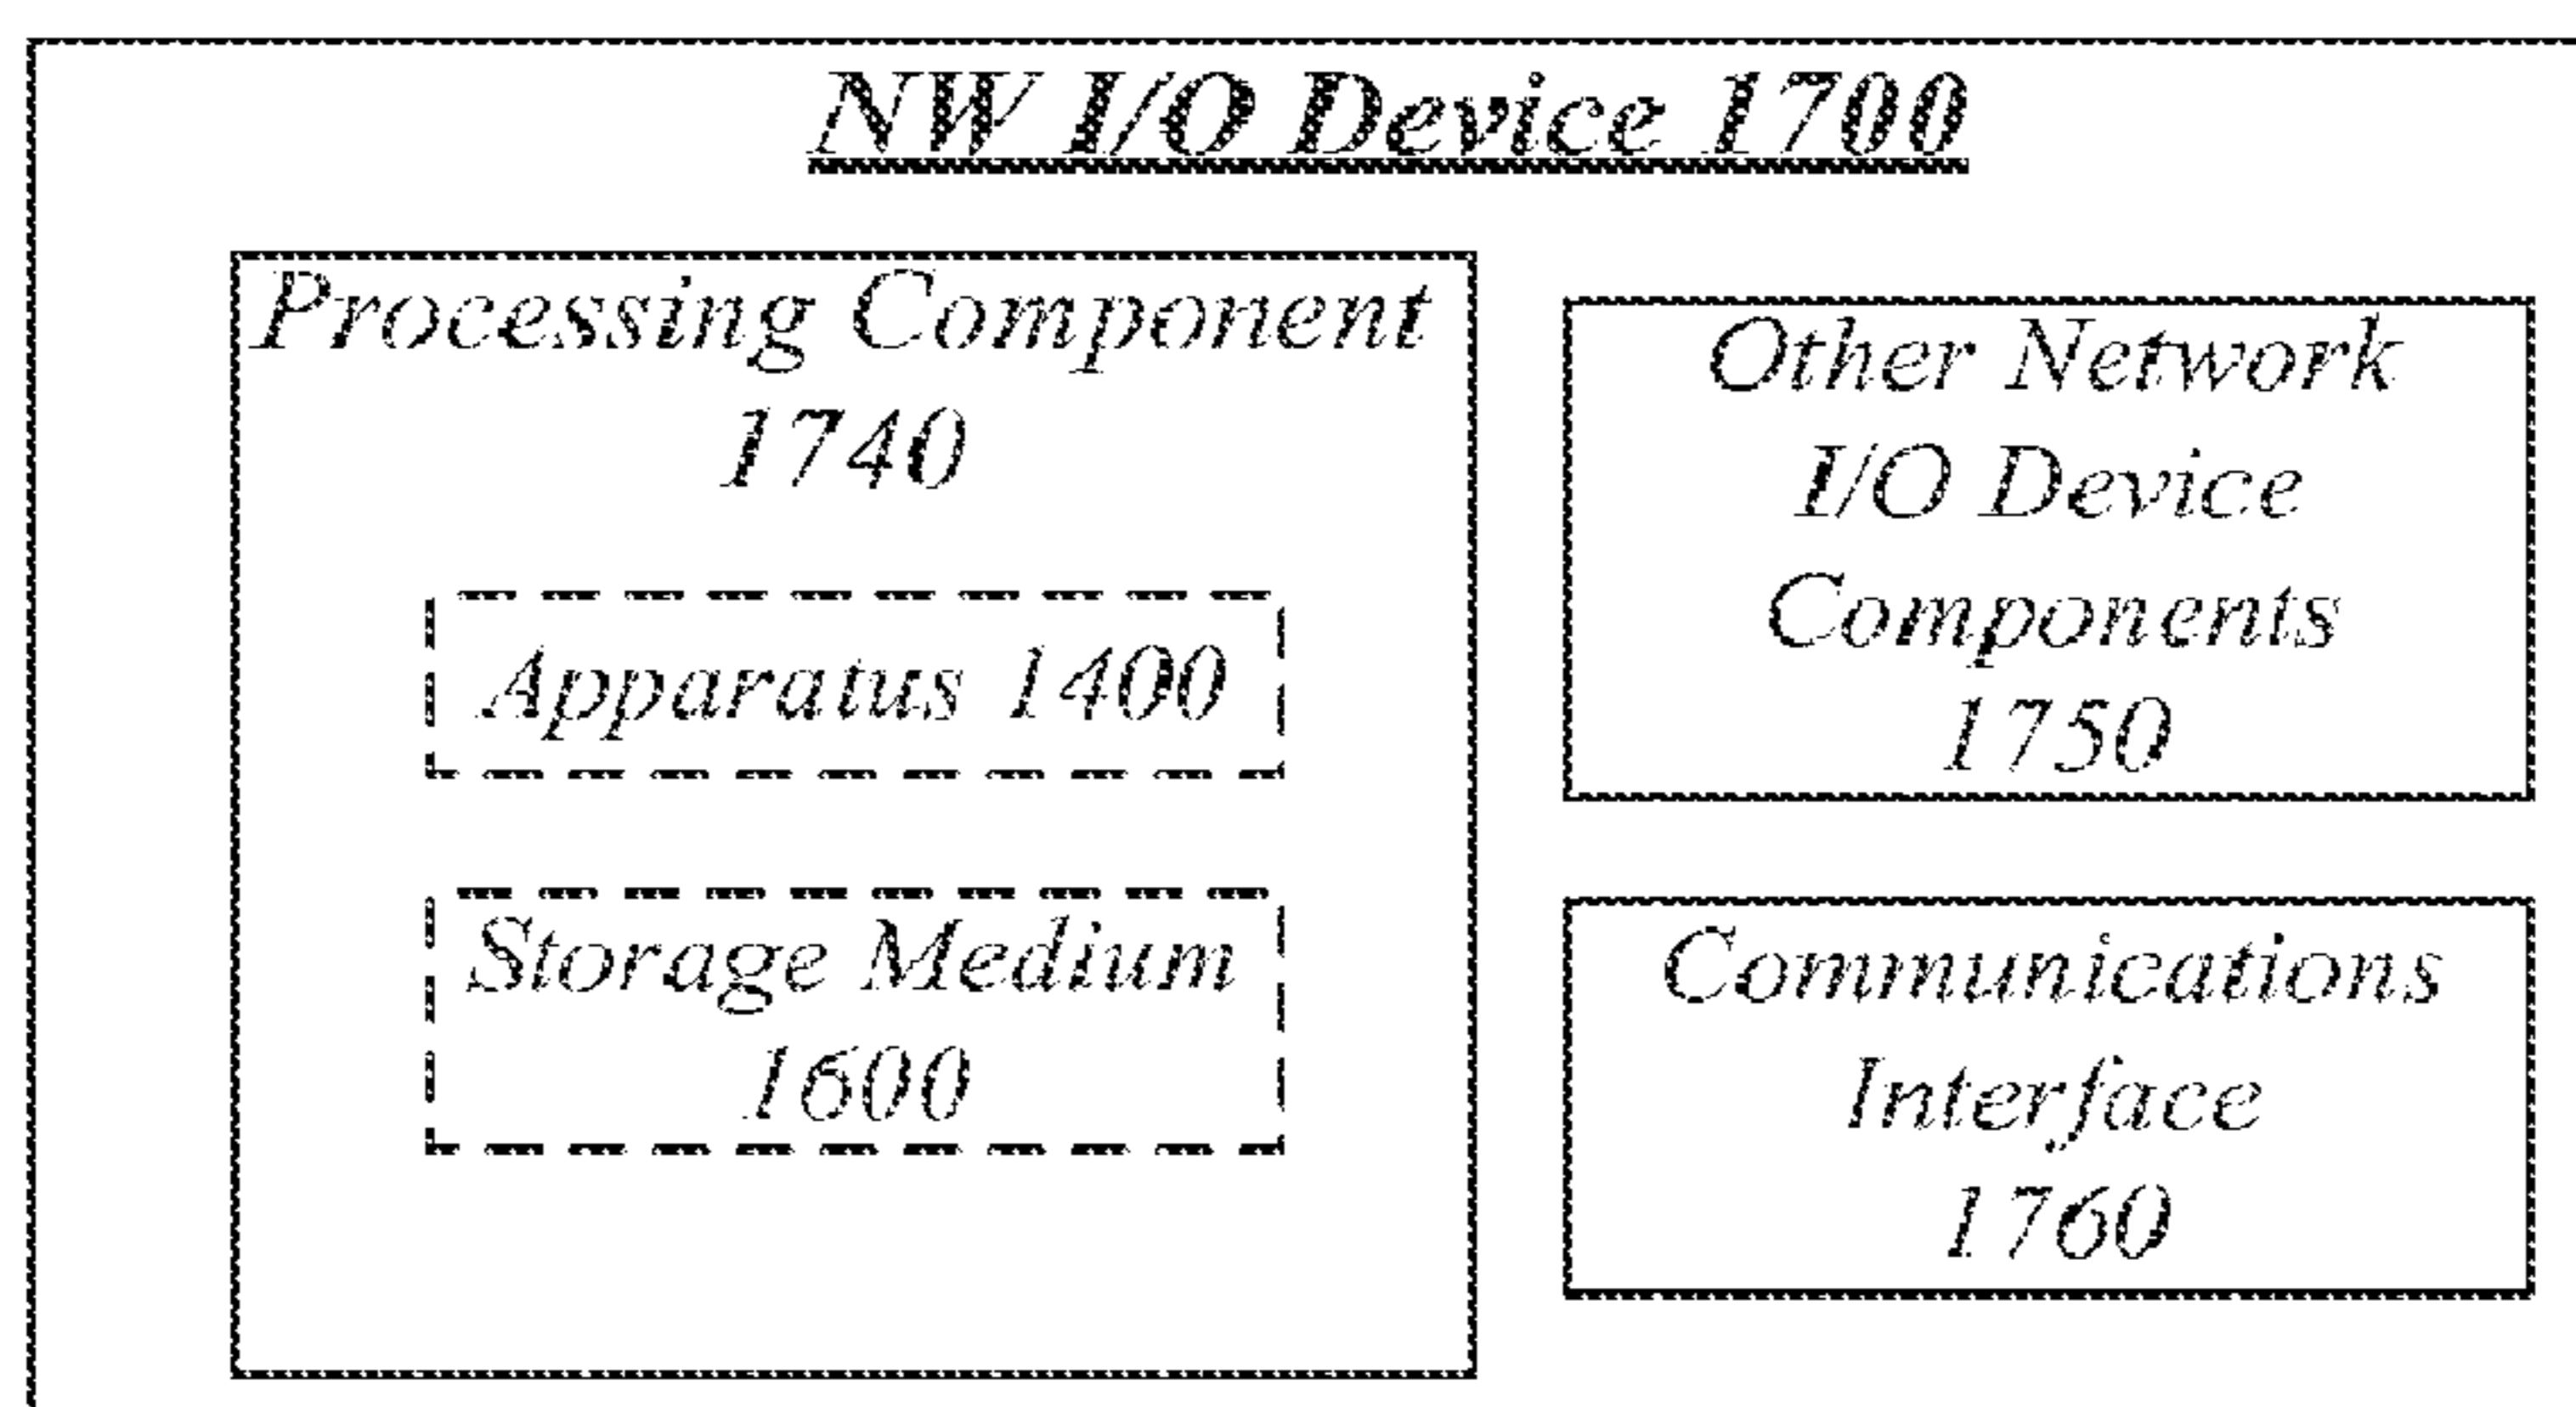 NW I/O Device 1700
Processing Component
1740
Apparatus 1400
Storage Medium
1600
Other Network
I/O Device
Components
1750
Communications
Interface
1760